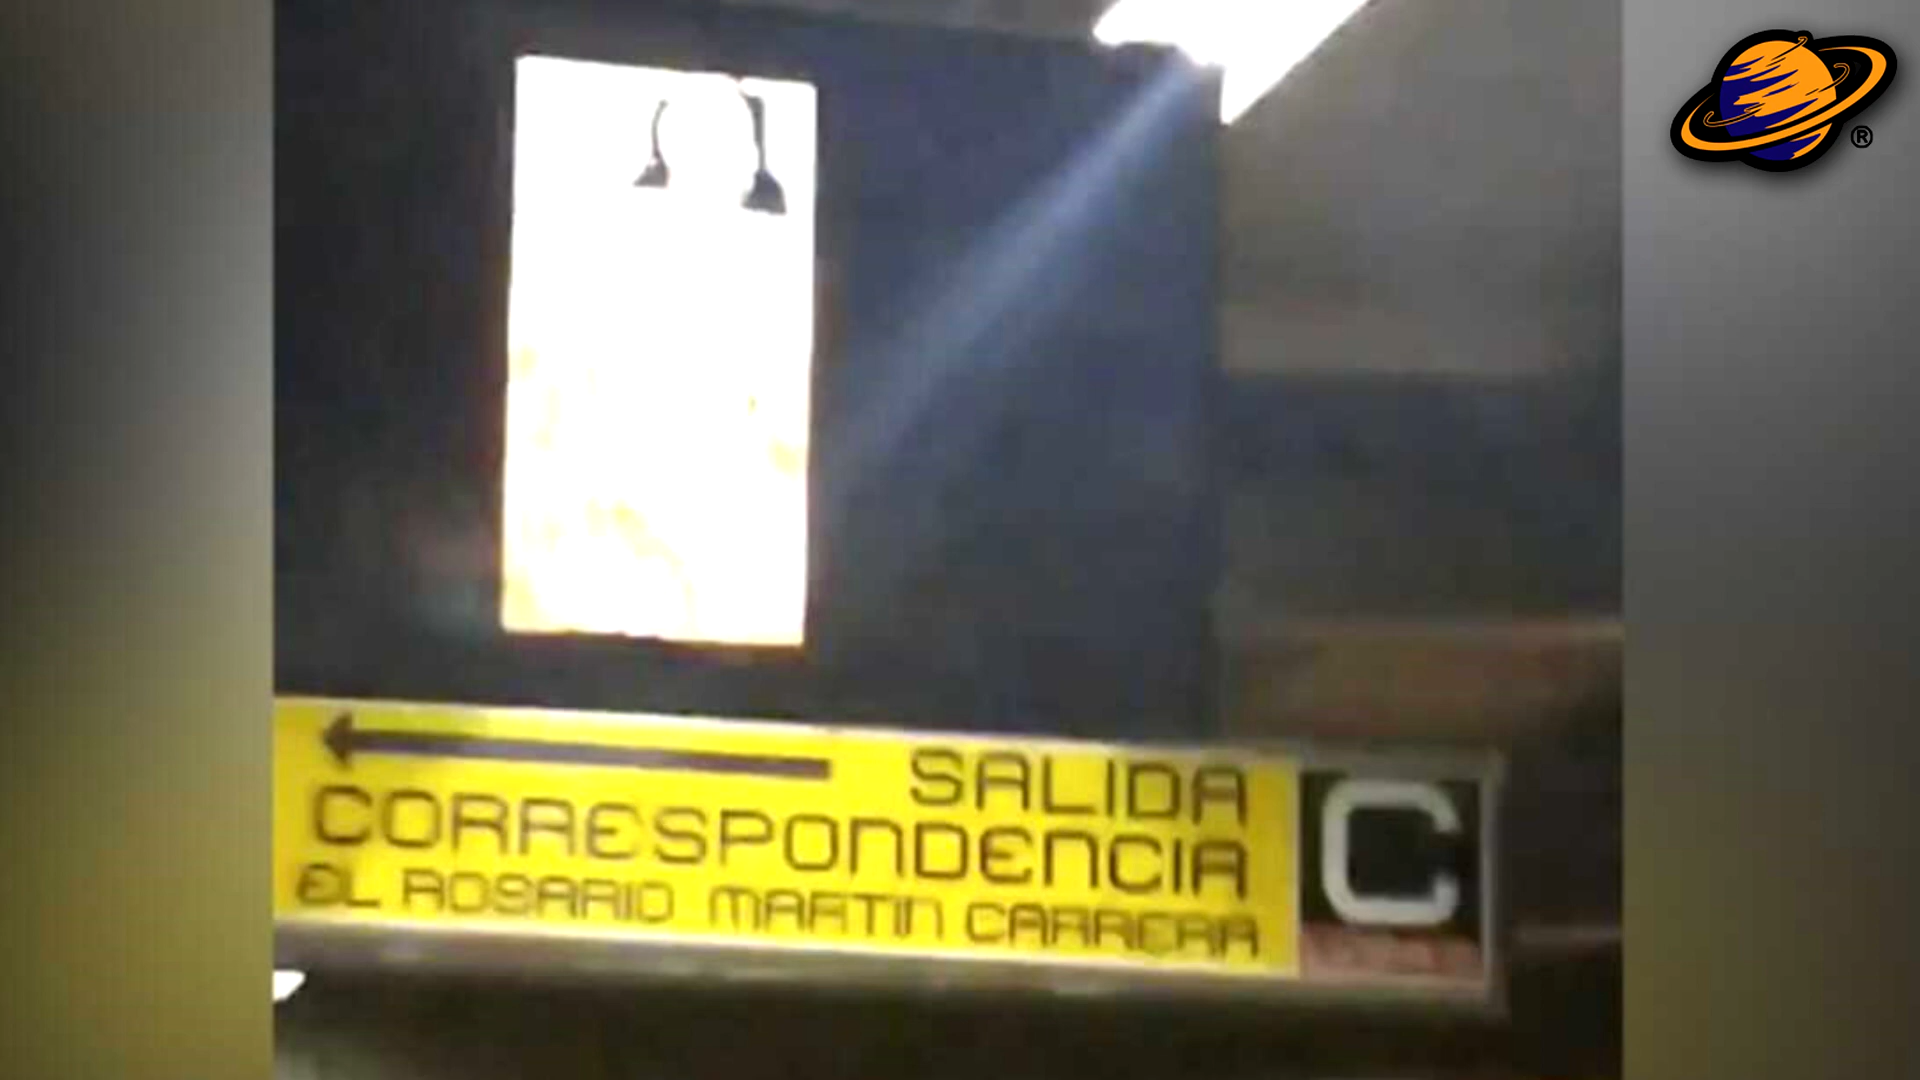 SALIDA
CORRESPONDENCIA
EL ROSARIO MARTIN CARRERA
C
®